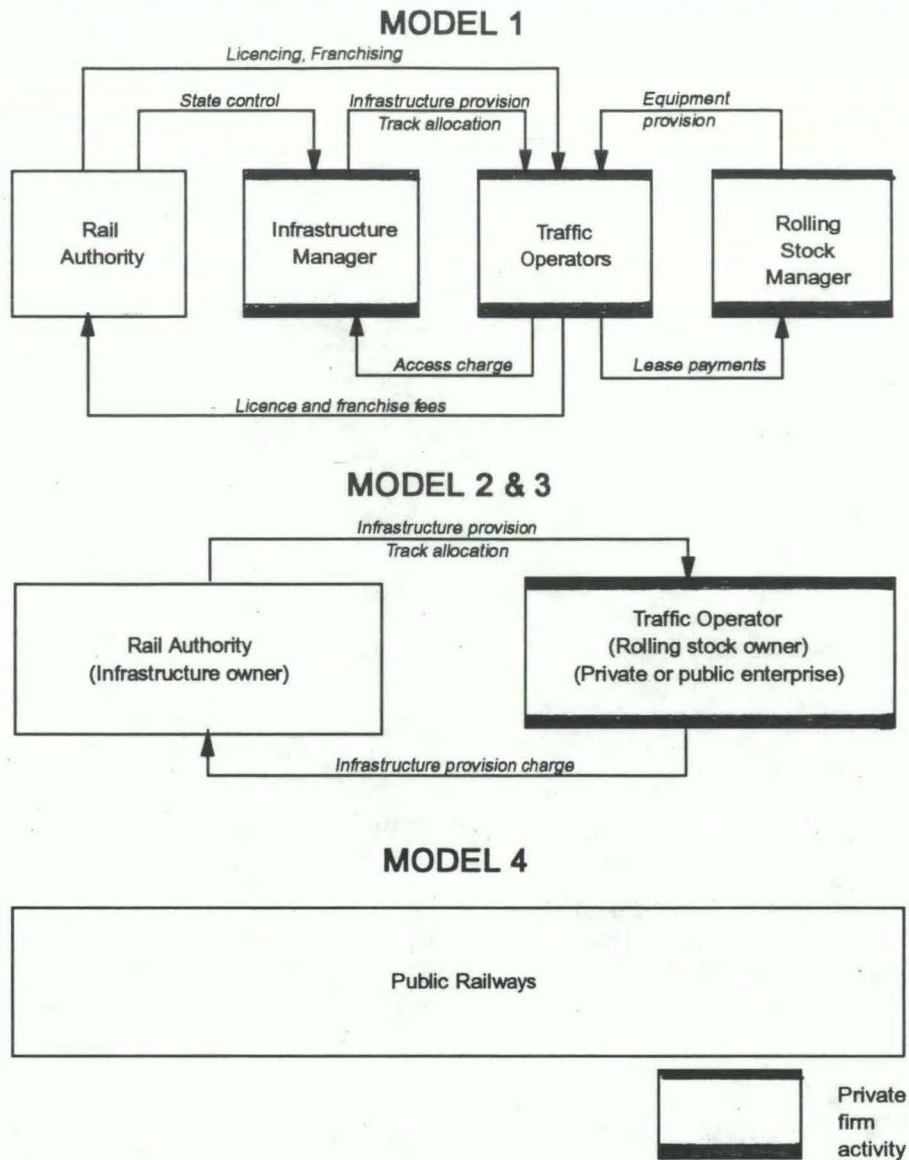 MODEL 1
Licencing, Franchising
State control
Infrastructure provision
Track allocation
Equipment
provision
Rail
Authority
Infrastructure
Manager
Traffic
Operators
Rolling
Stock
Manager
Access charge
Lease payments
Licence and franchise fees
MODEL 2 & 3
Infrastructure provision
Track allocation
Rail Authority
(Infrastructure owner)
Traffic Operator
(Rolling stock owner)
(Private or public enterprise)
Infrastructure provision charge
MODEL 4
Public Railways
Private
firm
activity